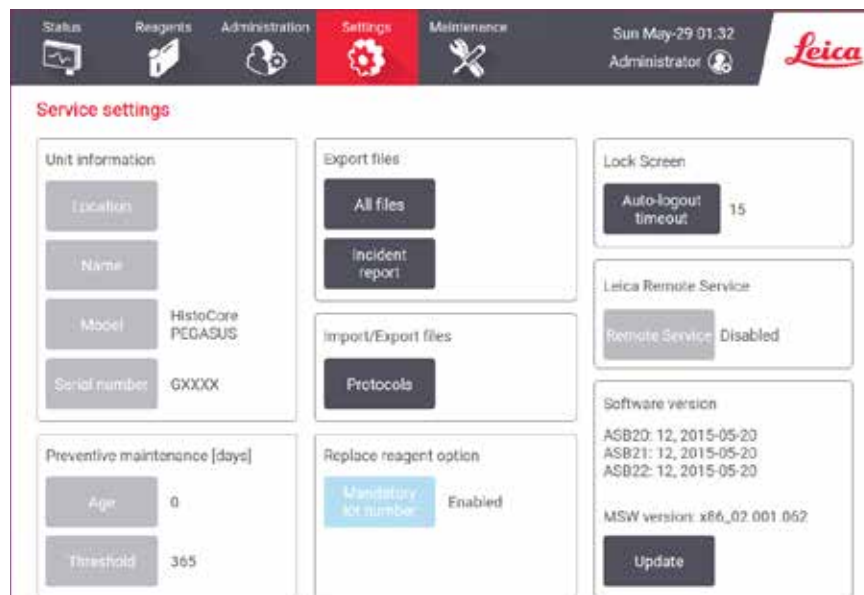 Status
Reagents
Administration
Settings
Maintenance
Sun May-29 01:32
Administrator
Leica
Service settings
Unit information
Location
Name
Model
HistoCore
PEGASUS
Serial number
GXXXX
Preventive maintenance [days]
Age
0
Threshold
365
Export files
All files
Incident
report
Import/Export files
Protocols
Replace reagent option
Mandatory
lot number
Enabled
Lock Screen
Auto-logout
timeout
15
Leica Remote Service
Remote Service
Disabled
Software version
ASB20: 12, 2015-05-20
ASB21: 12, 2015-05-20
ASB22: 12, 2015-05-20
MSW version: x86_02.001.062
Update